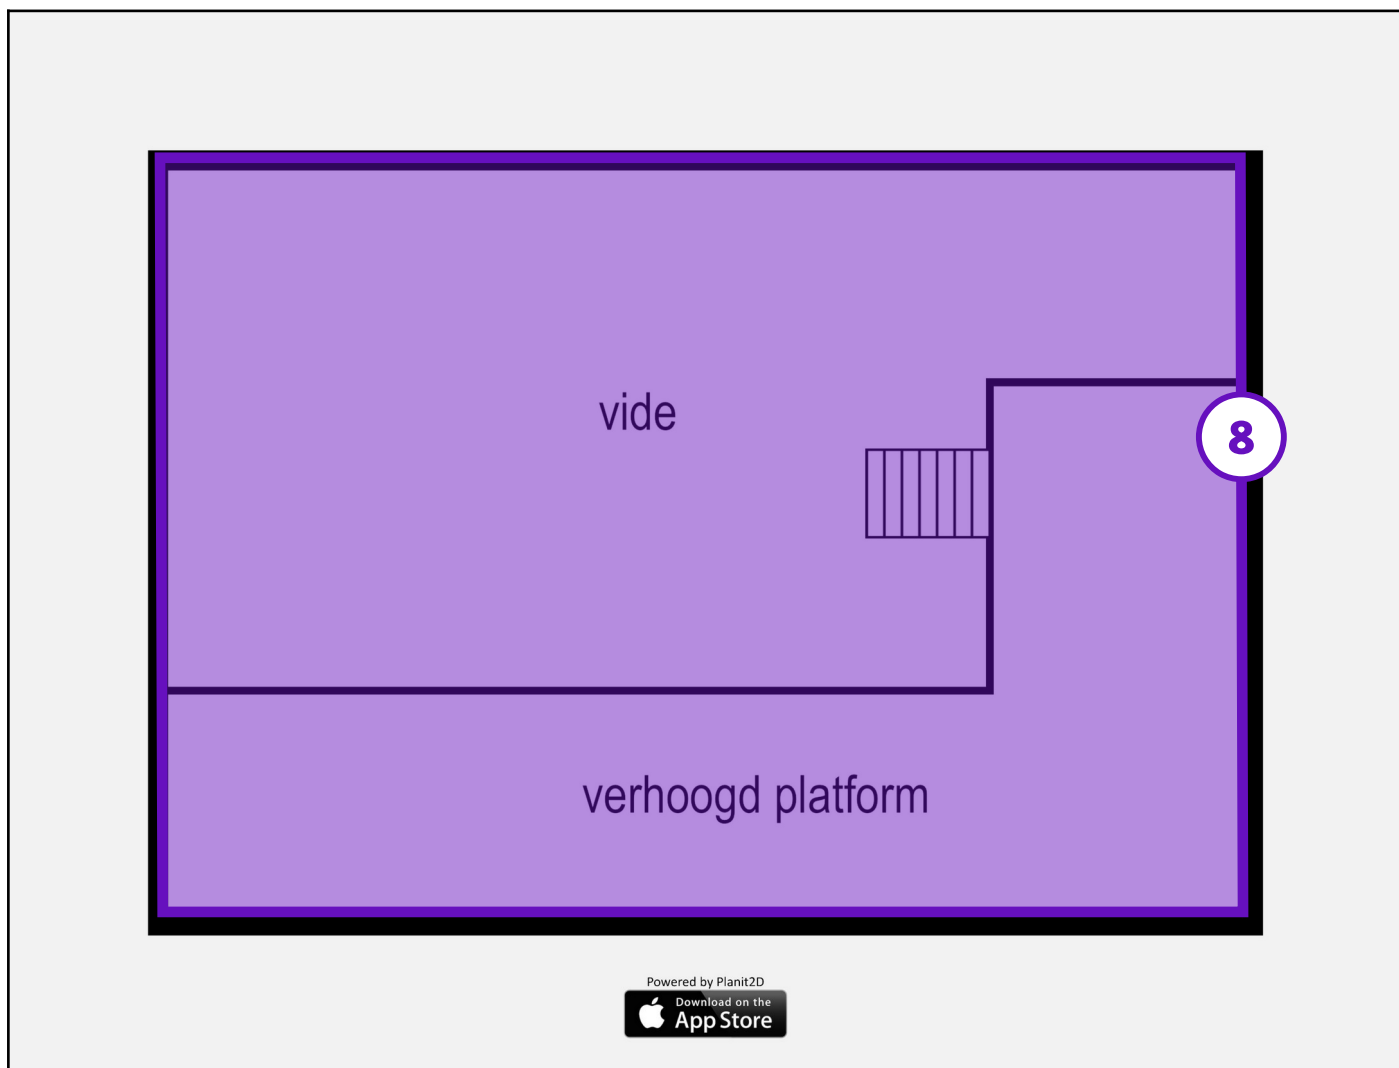 vide
8
verhoogd platform
Powered by Planit2D
Download on the
App Store